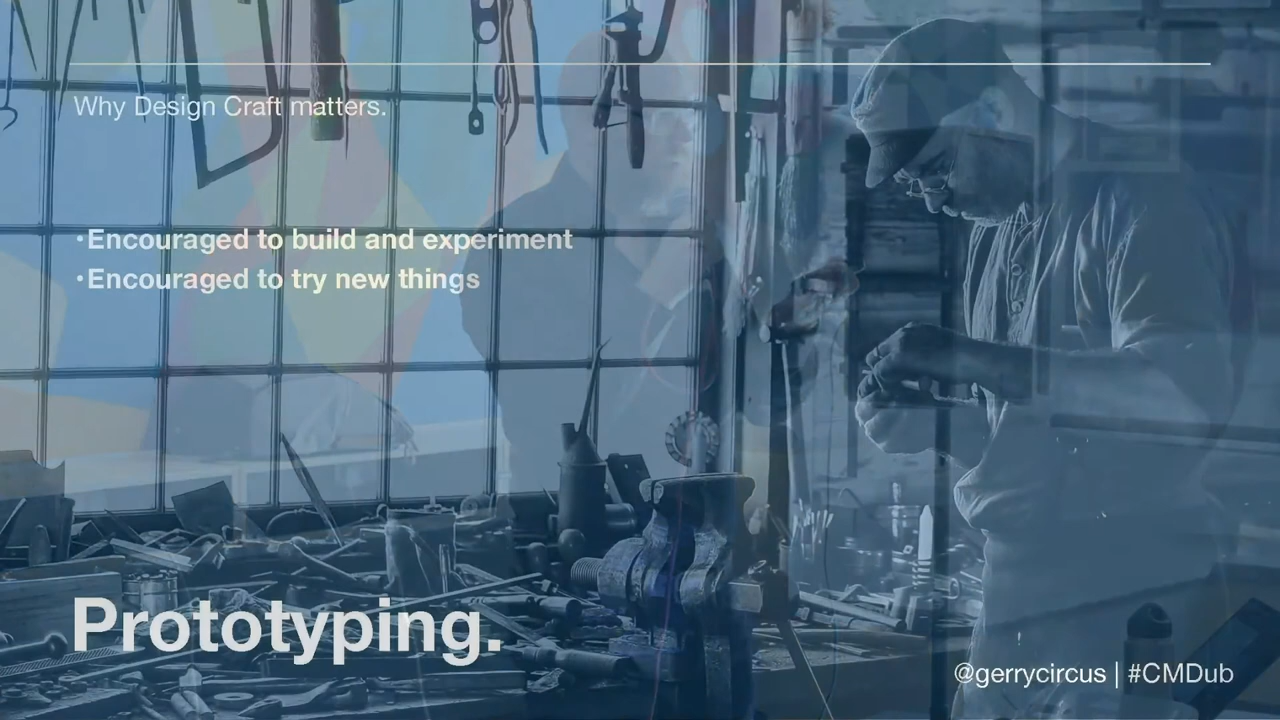 Why Design Craft matters.
•Encouraged to build and experiment
•Encouraged to try new things
Prototyping.
@gerrycircus | #CMDub